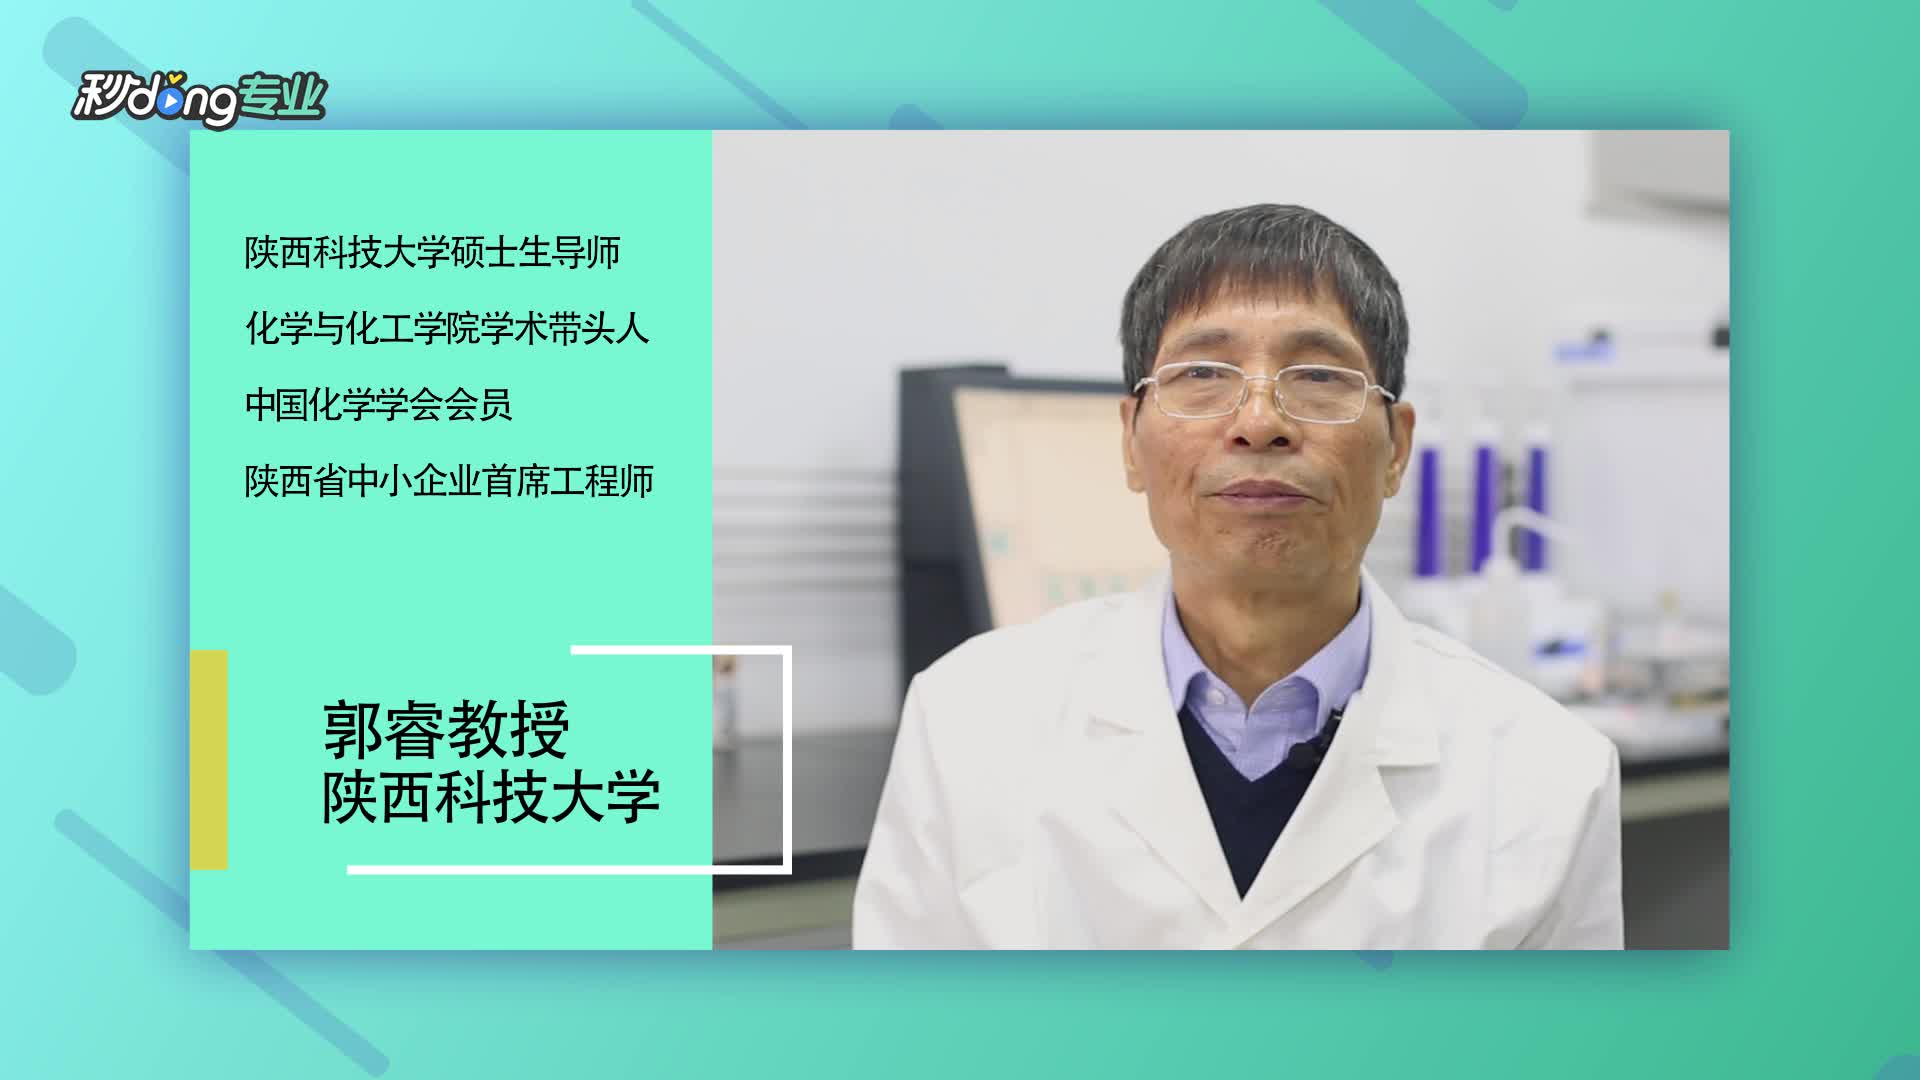 秒dǒng专业
陕西科技大学硕士生导师
化学与化工学院学术带头人
中国化学学会会员
陕西省中小企业首席工程师
郭睿教授
陕西科技大学